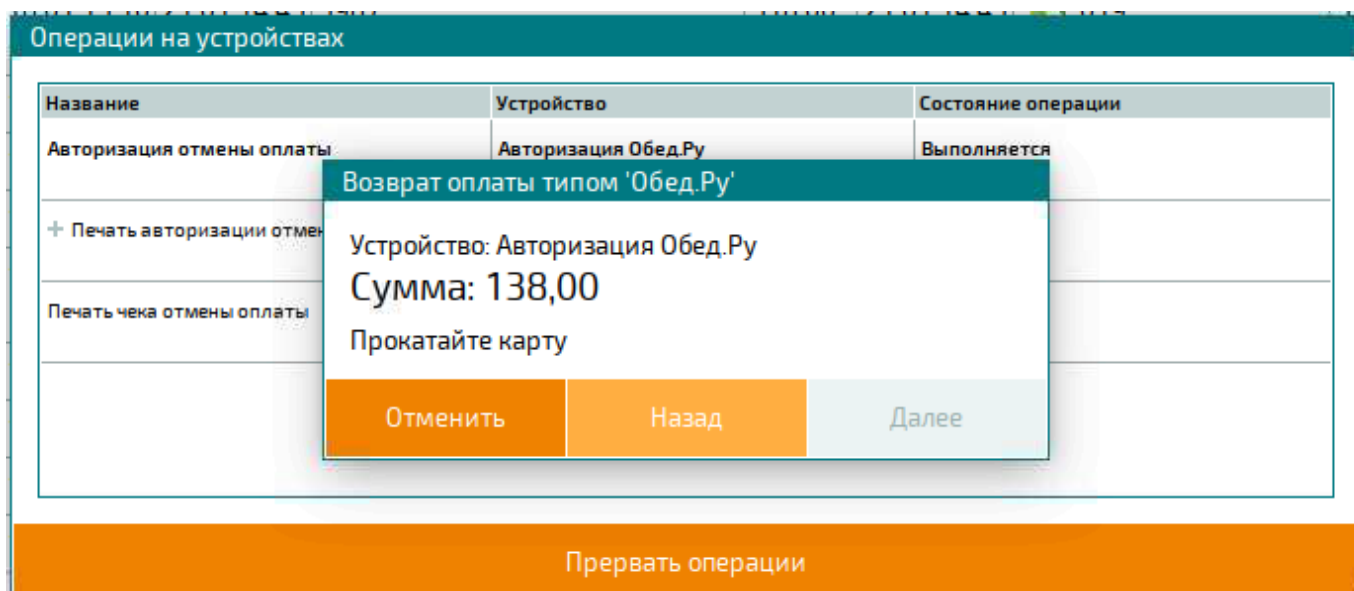 Операции на устройствах
Название Устройство Состояние операции
Авторизация отмены оплаты Авторизация Обед.Ру Выполняется
Возврат оплаты типом 'Обед.Ру'
+ Печать авторизации
Устройство: Авторизация Обед.Ру
Сумма: 138,00
Печать чека отмены оплаты
Прокатайте карту
Отменить Назад Далее
Прервать операции